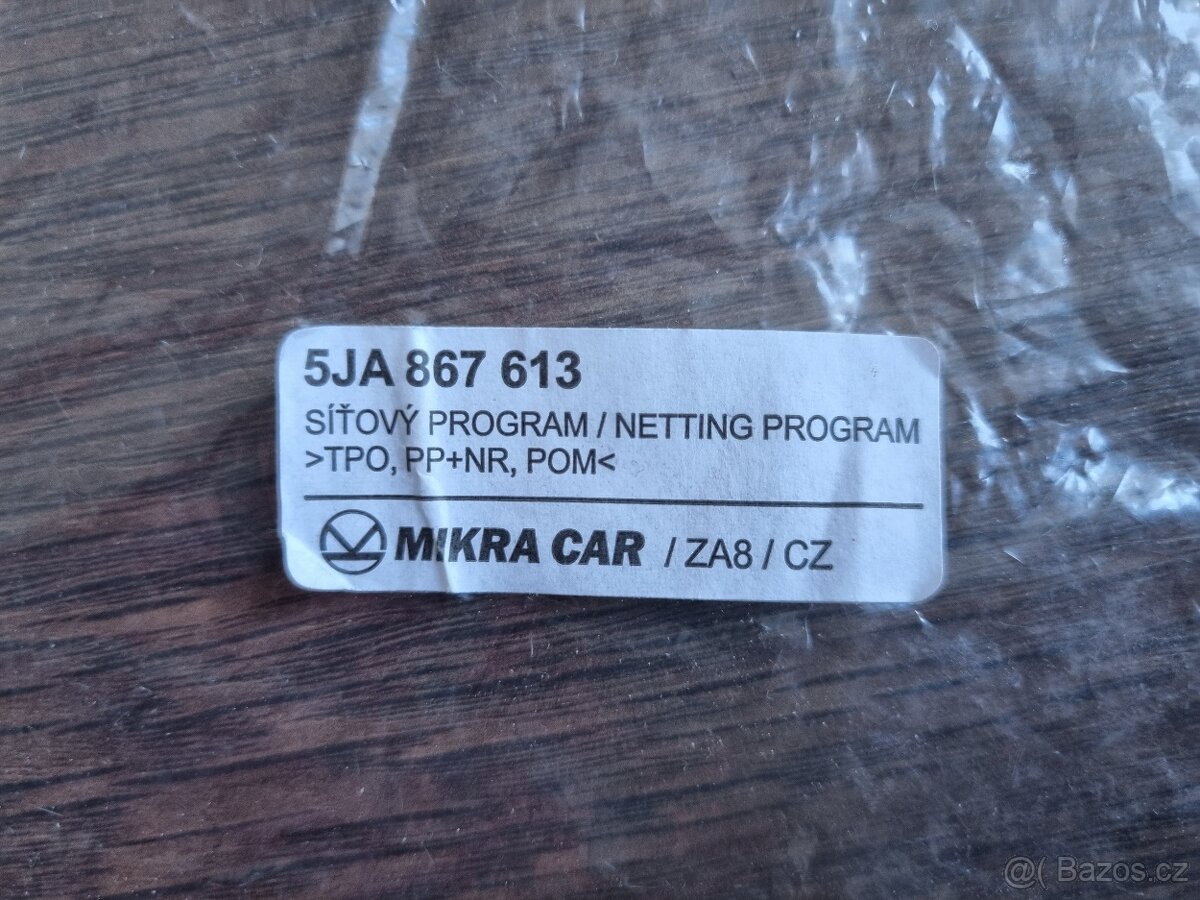 5JA 867 613
SÍŤOVÝ PROGRAM / NETTING PROGRAM
>TPO, PP+NR, POM<
MIKRA CAR / ZA8 / CZ
@( Bazos.cz